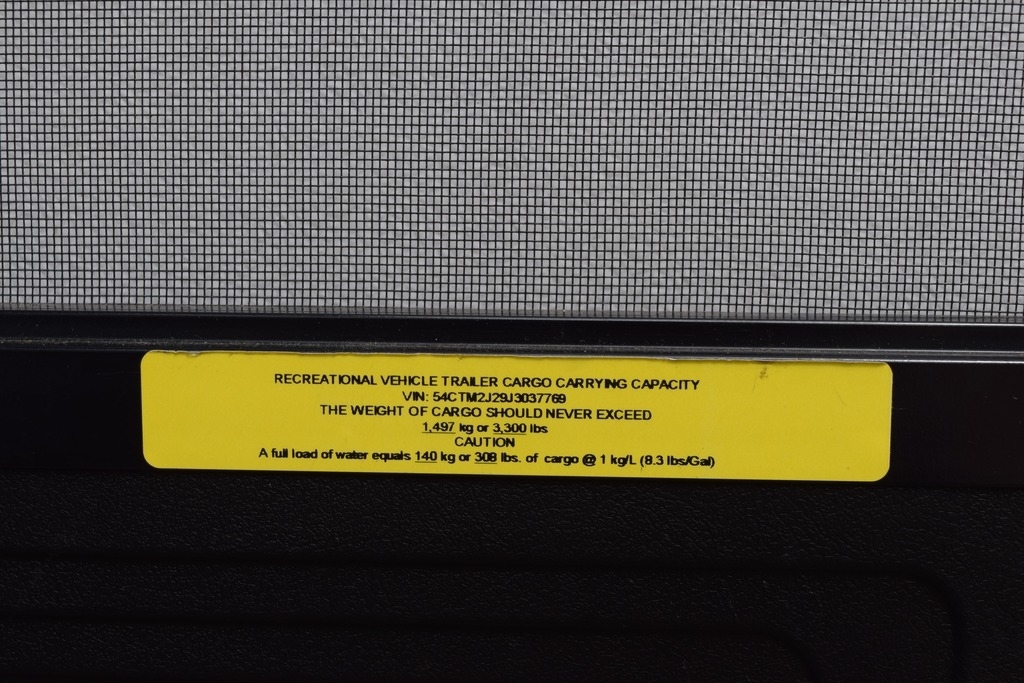 RECREATIONAL VEHICLE TRAILER CARGO CARRYING CAPACITY
VIN: 54CTM2J29J3037769
THE WEIGHT OF CARGO SHOULD NEVER EXCEED
1,497 kg or 3,300 lbs
CAUTION
A full load of water equals 140 kg or 308 lbs. of cargo @ 1 kg/L (8.3 lbs/Gal)